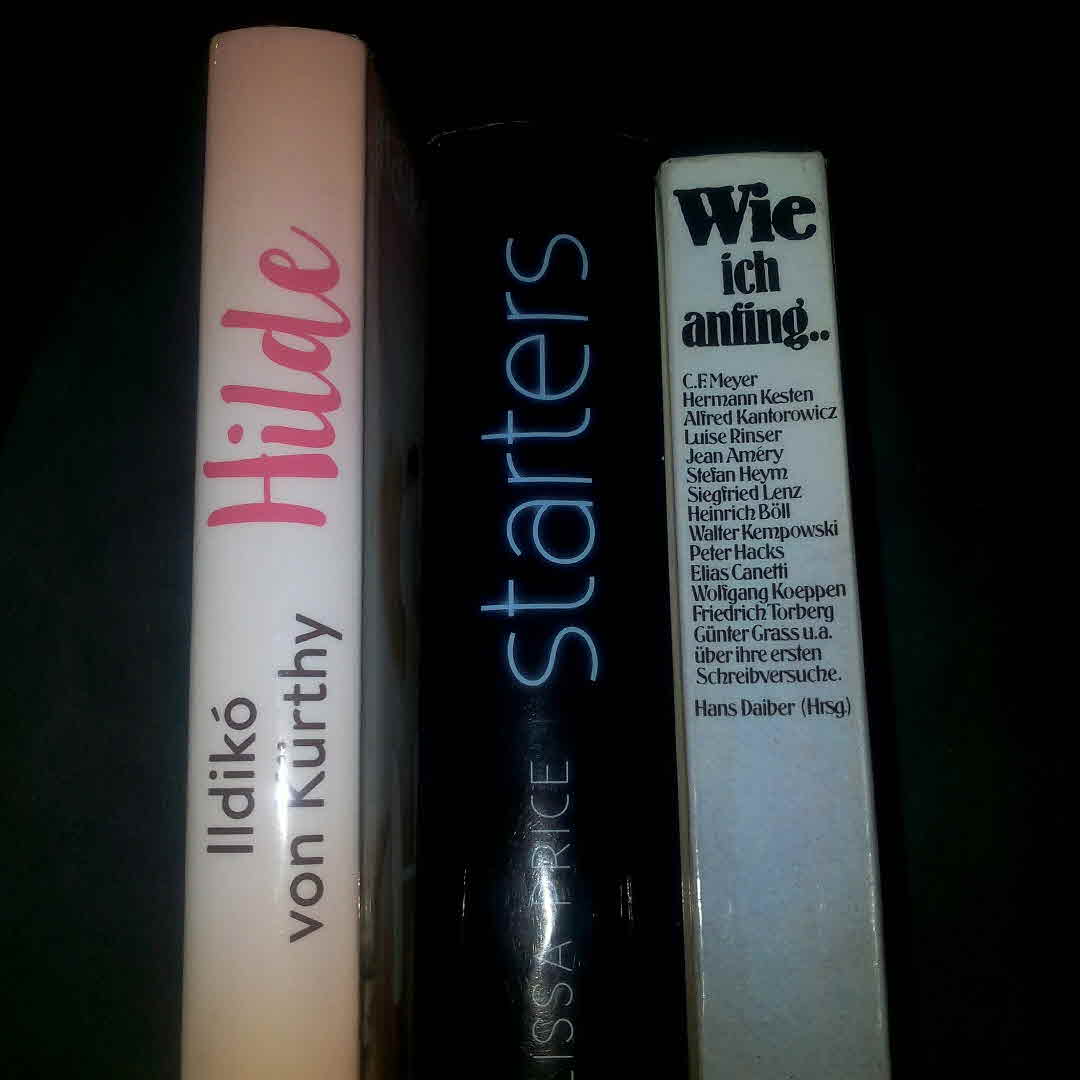 Hilde
Ildikó
von Kürthy
starters
LISSA PRICE
Wie
ich
anfing..
C.F. Meyer
Hermann Kesten
Alfred Kantorowicz
Luise Rinser
Jean Améry
Stefan Heym
Siegfried Lenz
Heinrich Böll
Walter Kempowski
Peter Hacks
Elias Canetti
Wolfgang Koeppen
Friedrich Torberg
Günter Grass u.a.
über ihre ersten
Schreibversuche.
Hans Daiber (Hrsg.)